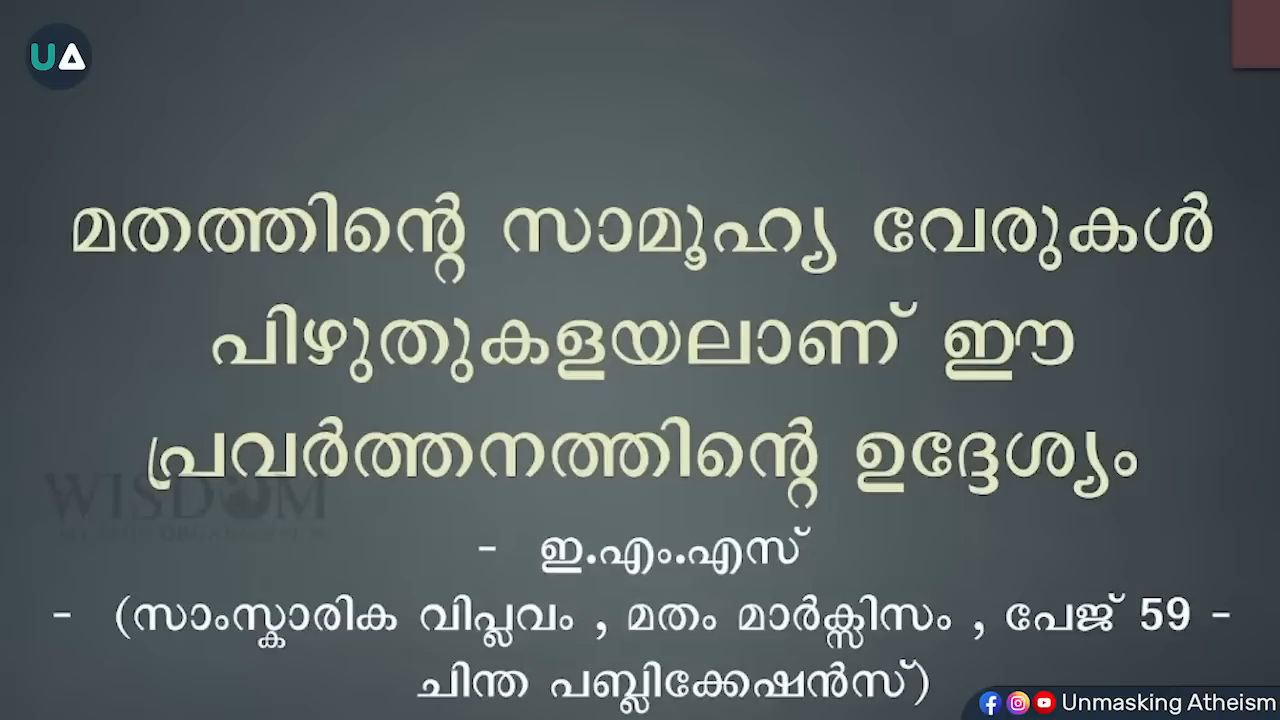 UA
മതത്തിന്റെ സാമൂഹ്യ വേരുകൾ
പിഴുതുകളയലാണ് ഈ
പ്രവർത്തനത്തിന്റെ ഉദ്ദേശ്യം
WISDOM
- ഇ.എം.എസ്
- (സാംസ്കാരിക വിപ്ലവം , മതം മാർക്സിസം , പേജ് 59 -
ചിന്ത പബ്ലിക്കേഷൻസ്)
Unmasking Atheism